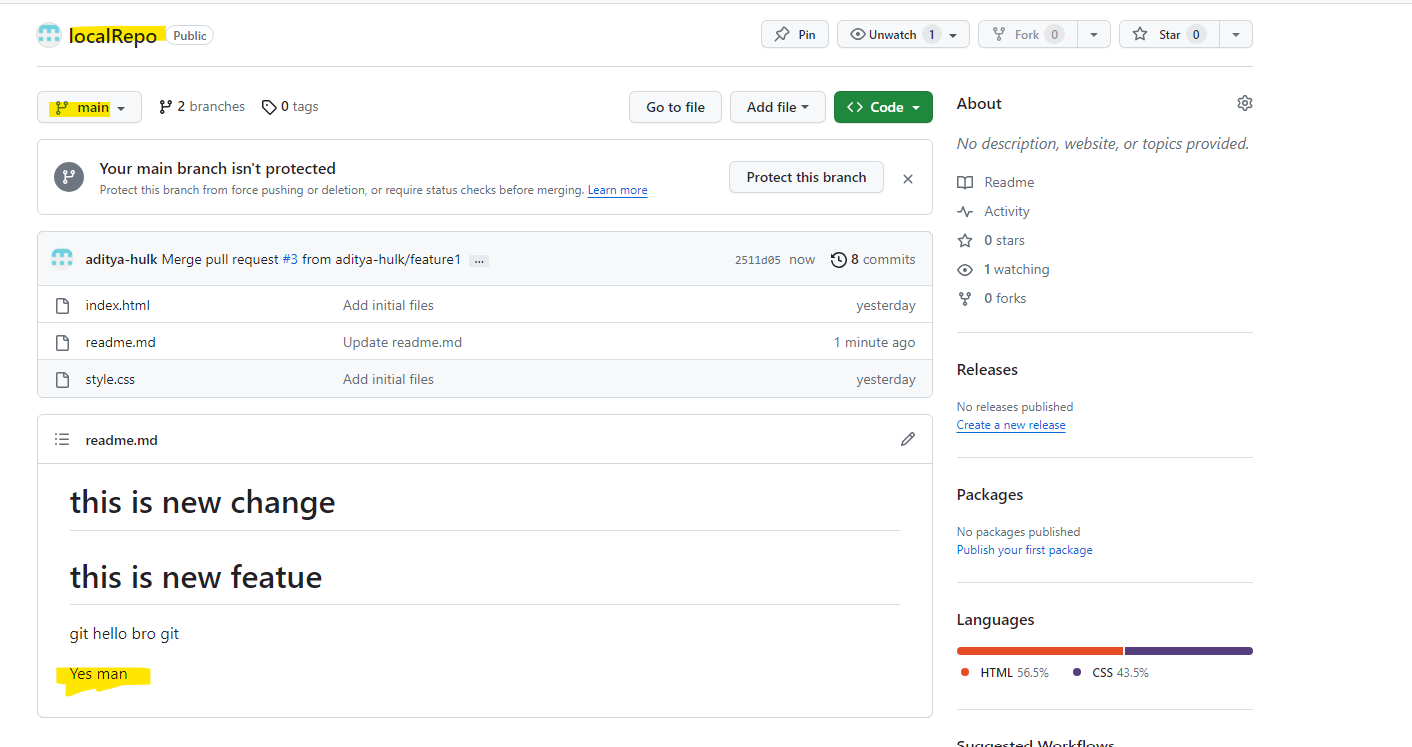 localRepo Public Pin Unwatch 1 Fork 0 Star 0
main 2 branches 0 tags Go to file Add file <> Code
Your main branch isn't protected
Protect this branch from force pushing or deletion, or require status checks before merging. Learn more
Protect this branch
aditya-hulk Merge pull request #3 from aditya-hulk/feature1 ... 2511d05 now 8 commits
index.html Add initial files yesterday
readme.md Update readme.md 1 minute ago
style.css Add initial files yesterday
readme.md
this is new change
this is new featue
git hello bro git
Yes man
About
No description, website, or topics provided.
Readme
Activity
0 stars
1 watching
0 forks
Releases
No releases published
Create a new release
Packages
No packages published
Publish your first package
Languages
HTML 56.5% CSS 43.5%
Suggested Workflows